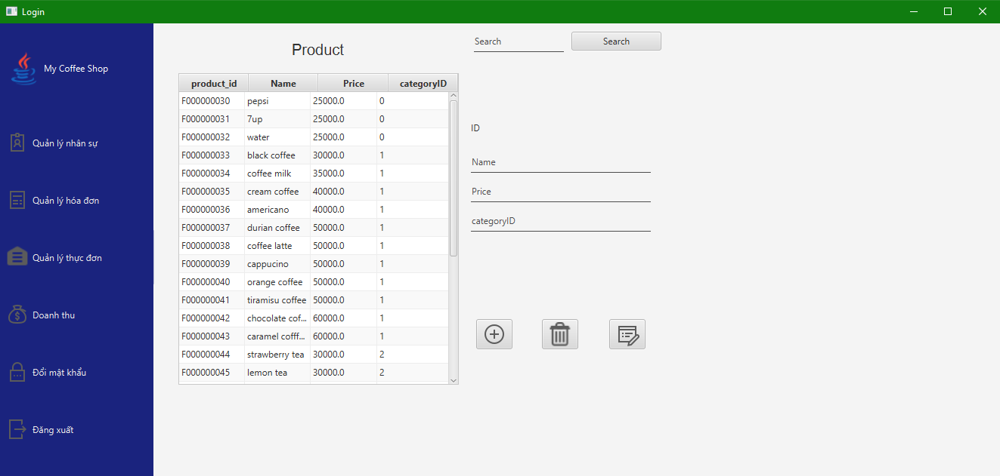 Login
My Coffee Shop
Quản lý nhân sự
Quản lý hóa đơn
Quản lý thực đơn
Doanh thu
Đổi mật khẩu
Đăng xuất
Product
Search
Search
product_id Name Price categoryID
F000000030 pepsi 25000.0 0
F000000031 7up 25000.0 0
F000000032 water 25000.0 0
F000000033 black coffee 30000.0 1
F000000034 coffee milk 35000.0 1
F000000035 cream coffee 40000.0 1
F000000036 americano 40000.0 1
F000000037 durian coffee 50000.0 1
F000000038 coffee latte 50000.0 1
F000000039 cappucino 50000.0 1
F000000040 orange coffee 50000.0 1
F000000041 tiramisu coffee 50000.0 1
F000000042 chocolate cof... 60000.0 1
F000000043 caramel cofff... 60000.0 1
F000000044 strawberry tea 30000.0 2
F000000045 lemon tea 30000.0 2
ID
Name
Price
categoryID